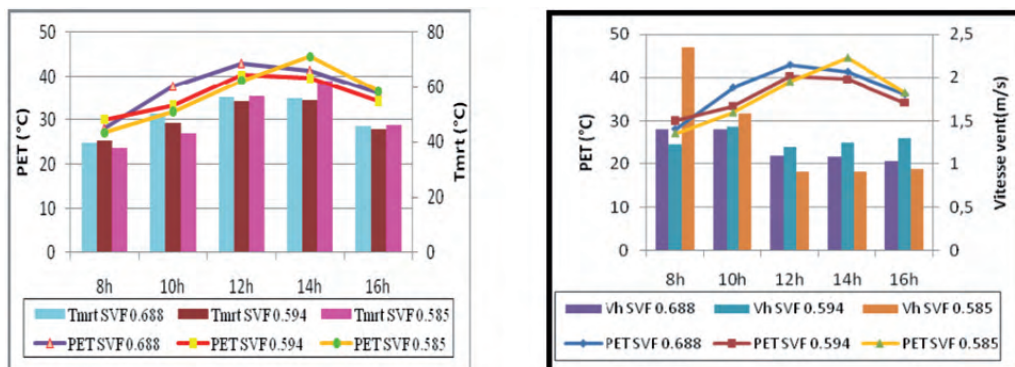 50
40
30
20
10
0
PET (°C)
80
60
40
20
0
Tmrt (°C)
8h 10h 12h 14h 16h
Tmrt SVF 0.688 Tmrt SVF 0.594 Tmrt SVF 0.585
PET SVF 0.688 PET SVF 0.594 PET SVF 0.585
50
40
30
20
10
0
PET (°C)
2,5
2
1,5
1
0,5
0
Vitesse vent(m/s)
8h 10h 12h 14h 16h
Vh SVF 0.688 Vh SVF 0.594 Vh SVF 0.585
PET SVF 0.688 PET SVF 0.594 PET SVF 0.585